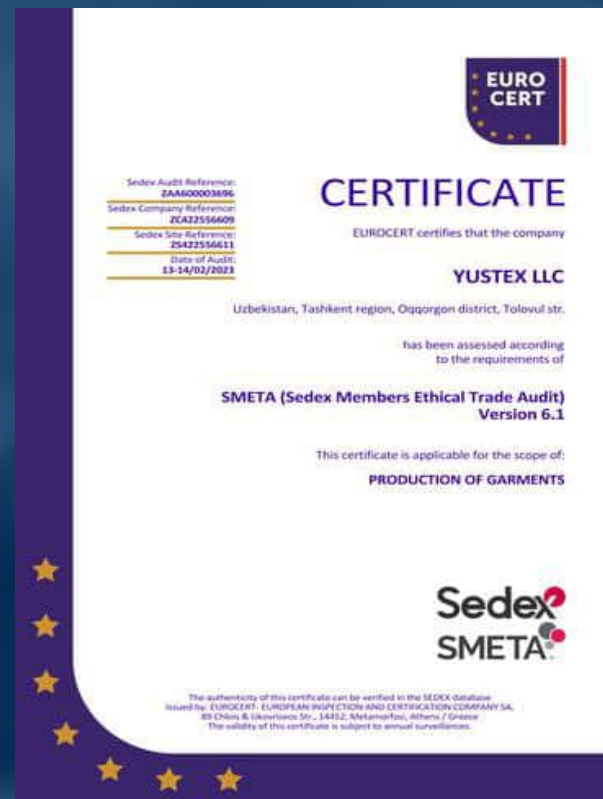 EURO
CERT
Sedex Audit Reference:
ZAA600003696
Sedex Company Reference:
ZC422556609
Sedex Site Reference:
ZS422556611
Date of Audit:
13-14/02/2023
CERTIFICATE
EUROCERT certifies that the company
YUSTEX LLC
Uzbekistan, Tashkent region, Oqqorgon district, Tolovul str.
has been assessed according
to the requirements of
SMETA (Sedex Members Ethical Trade Audit)
Version 6.1
This certificate is applicable for the scope of:
PRODUCTION OF GARMENTS
Sedex
SMETA
The authenticity of this certificate can be verified in the SEDEX database
Issued by: EUROCERT- EUROPEAN INSPECTION AND CERTIFICATION COMPANY SA.
89 Chlois & Likovriseos Str., 14452, Metamorfosi, Athens / Greece
The validity of this certificate is subject to annual surveillances.